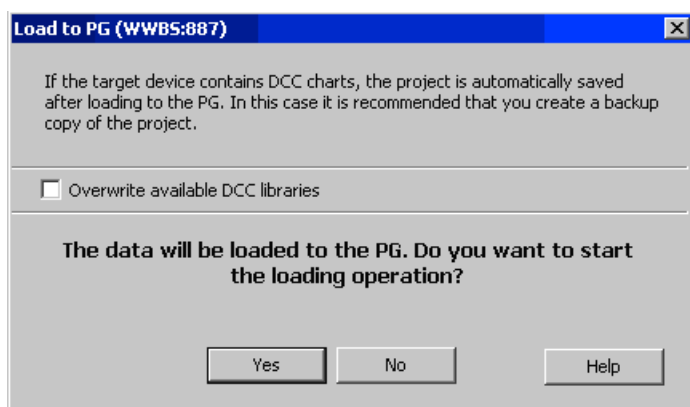 Load to PG (WWBS:887)
If the target device contains DCC charts, the project is automatically saved
after loading to the PG. In this case it is recommended that you create a backup
copy of the project.
Overwrite available DCC libraries
The data will be loaded to the PG. Do you want to start
the loading operation?
Yes No Help